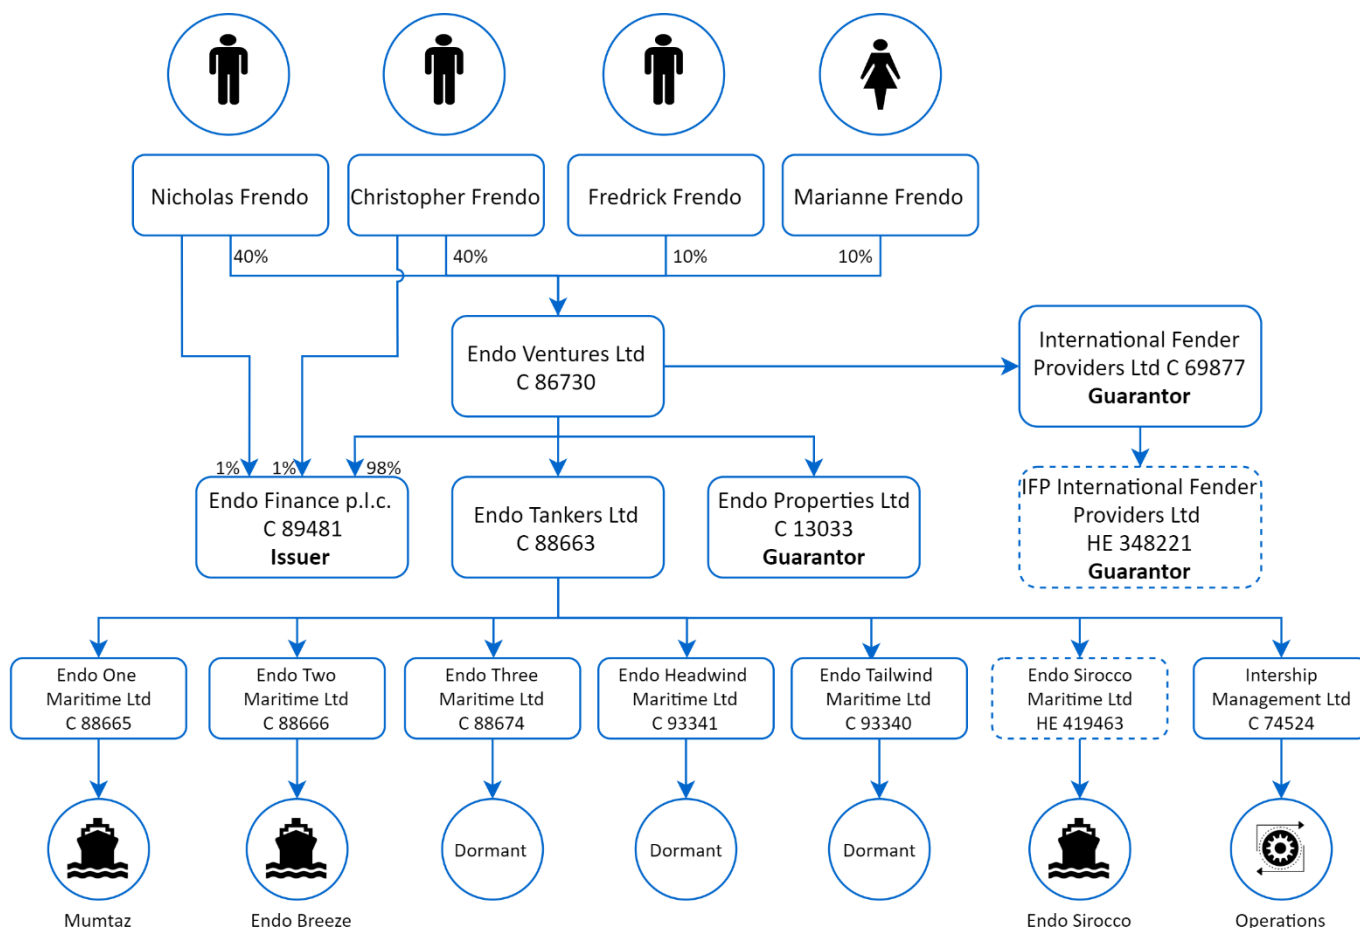 Nicholas Frendo
Christopher Frendo
Fredrick Frendo
Marianne Frendo
40%
40%
10%
10%
Endo Ventures Ltd
C 86730
International Fender
Providers Ltd C 69877
Guarantor
1%
1%
98%
Endo Finance p.l.c.
C 89481
Issuer
Endo Tankers Ltd
C 88663
Endo Properties Ltd
C 13033
Guarantor
IFP International Fender
Providers Ltd
HE 348221
Guarantor
Endo One
Maritime Ltd
C 88665
Endo Two
Maritime Ltd
C 88666
Endo Three
Maritime Ltd
C 88674
Endo Headwind
Maritime Ltd
C 93341
Endo Tailwind
Maritime Ltd
C 93340
Endo Sirocco
Maritime Ltd
HE 419463
Intership
Management Ltd
C 74524
Dormant
Dormant
Dormant
Mumtaz
Endo Breeze
Endo Sirocco
Operations